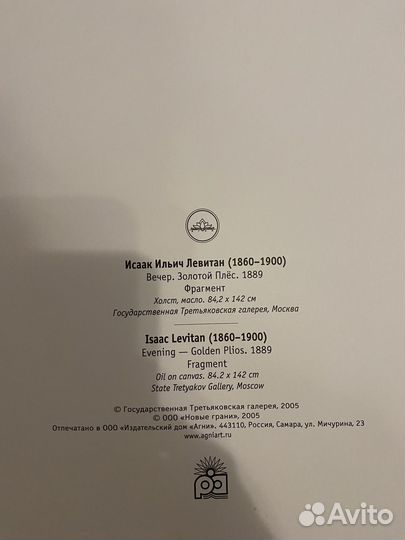 Исаак Ильич Левитан (1860–1900)
Вечер. Золотой Плёс. 1889
Фрагмент
Холст, масло. 84,2 x 142 см
Государственная Третьяковская галерея, Москва
Isaac Levitan (1860–1900)
Evening — Golden Plios. 1889
Fragment
Oil on canvas. 84.2 x 142 cm
State Tretyakov Gallery, Moscow
© Государственная Третьяковская галерея, 2005
© ООО «Новые грани», 2005
Отпечатано в ООО «Издательский дом «Агни». 443110, Россия, Самара, ул. Мичурина, 23
www.agniart.ru
Avito